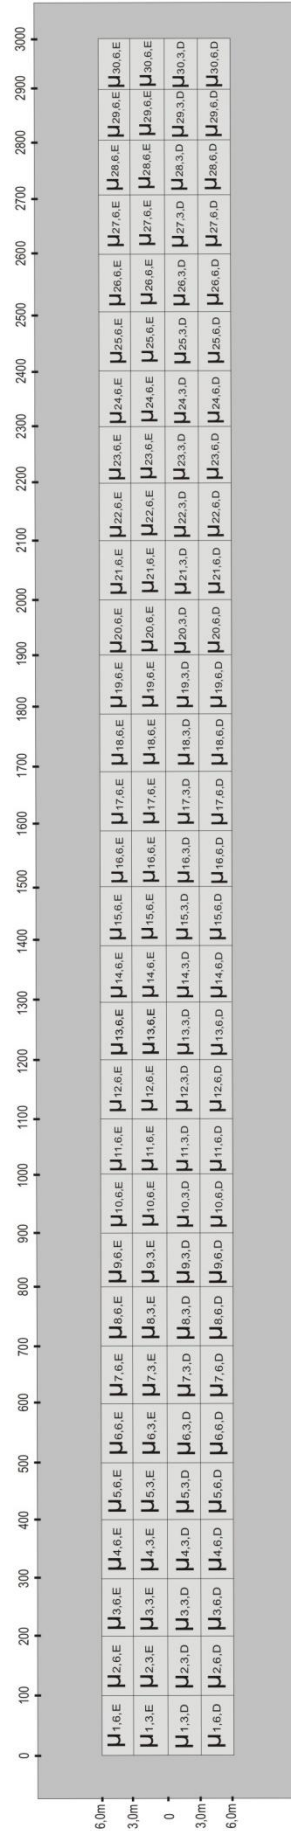 0 100 200 300 400 500 600 700 800 900 1000 1100 1200 1300 1400 1500 1600 1700 1800 1900 2000 2100 2200 2300 2400 2500 2600 2700 2800 2900 3000
6,0m
μ1,6,E μ2,6,E μ3,6,E μ4,6,E μ5,6,E μ6,6,E μ7,6,E μ8,6,E μ9,6,E μ10,6,E μ11,6,E μ12,6,E μ13,6,E μ14,6,E μ15,6,E μ16,6,E μ17,6,E μ18,6,E μ19,6,E μ20,6,E μ21,6,E μ22,6,E μ23,6,E μ24,6,E μ25,6,E μ26,6,E μ27,6,E μ28,6,E μ29,6,E μ30,6,E
3,0m
μ1,3,E μ2,3,E μ3,3,E μ4,3,E μ5,3,E μ6,3,E μ7,3,E μ8,3,E μ9,3,E μ10,6,E μ11,6,E μ12,6,E μ13,6,E μ14,6,E μ15,6,E μ16,6,E μ17,6,E μ18,6,E μ19,6,E μ20,6,E μ21,6,E μ22,6,E μ23,6,E μ24,6,E μ25,6,E μ26,6,E μ27,6,E μ28,6,E μ29,6,E μ30,6,E
0
μ1,3,D μ2,3,D μ3,3,D μ4,3,D μ5,3,D μ6,3,D μ7,3,D μ8,3,D μ9,3,D μ10,3,D μ11,3,D μ12,3,D μ13,3,D μ14,3,D μ15,3,D μ16,3,D μ17,3,D μ18,3,D μ19,3,D μ20,3,D μ21,3,D μ22,3,D μ23,3,D μ24,3,D μ25,3,D μ26,3,D μ27,3,D μ28,3,D μ29,3,D μ30,3,D
3,0m
μ1,6,D μ2,6,D μ3,6,D μ4,6,D μ5,6,D μ6,6,D μ7,6,D μ8,6,D μ9,6,D μ10,6,D μ11,6,D μ12,6,D μ13,6,D μ14,6,D μ15,6,D μ16,6,D μ17,6,D μ18,6,D μ19,6,D μ20,6,D μ21,6,D μ22,6,D μ23,6,D μ24,6,D μ25,6,D μ26,6,D μ27,6,D μ28,6,D μ29,6,D μ30,6,D
6,0m